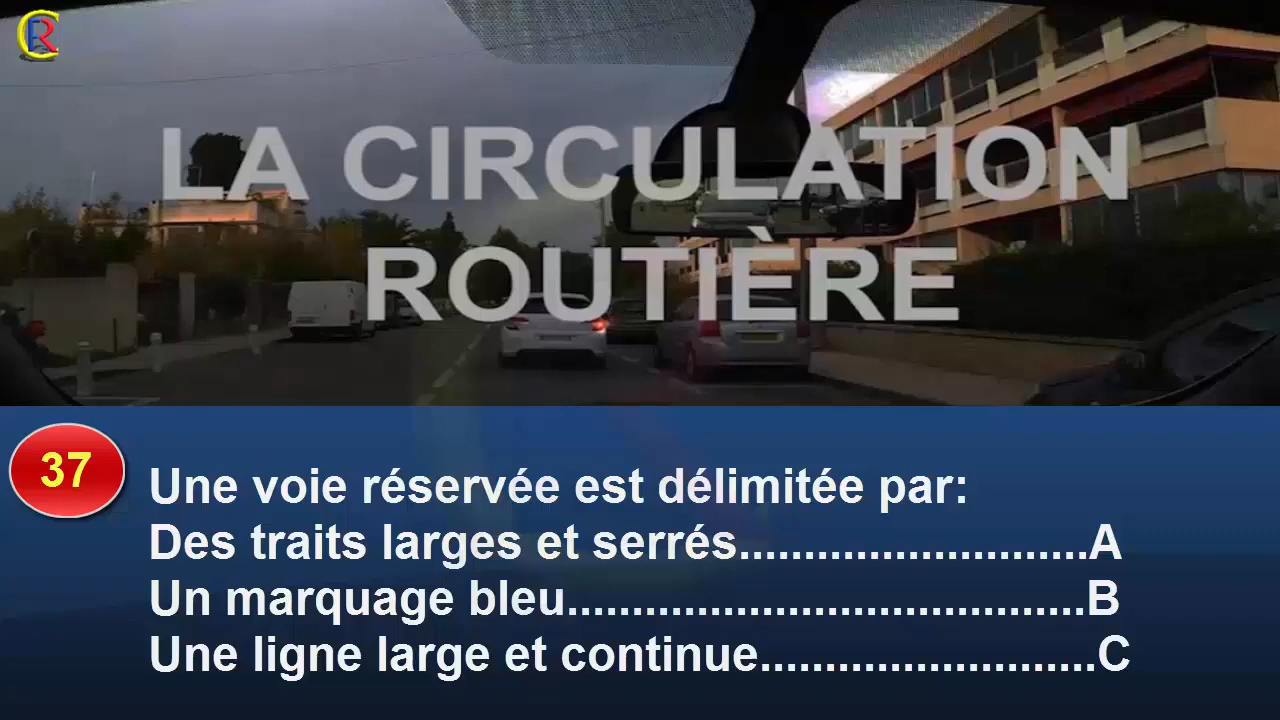 LA CIRCULATION
ROUTIÈRE
37
Une voie réservée est délimitée par:
Des traits larges et serrés...........................A
Un marquage bleu........................................B
Une ligne large et continue..........................C